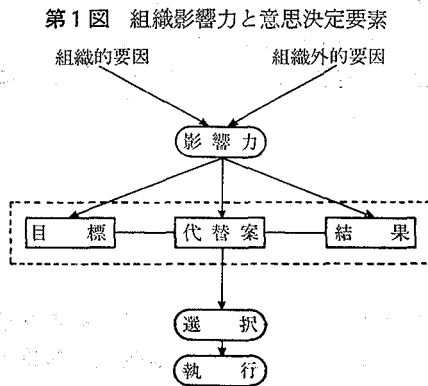 第1図 組織影響力と意思決定要素
組織的要因 組織外的要因
影響力
目標 代替案 結果
選択
執行